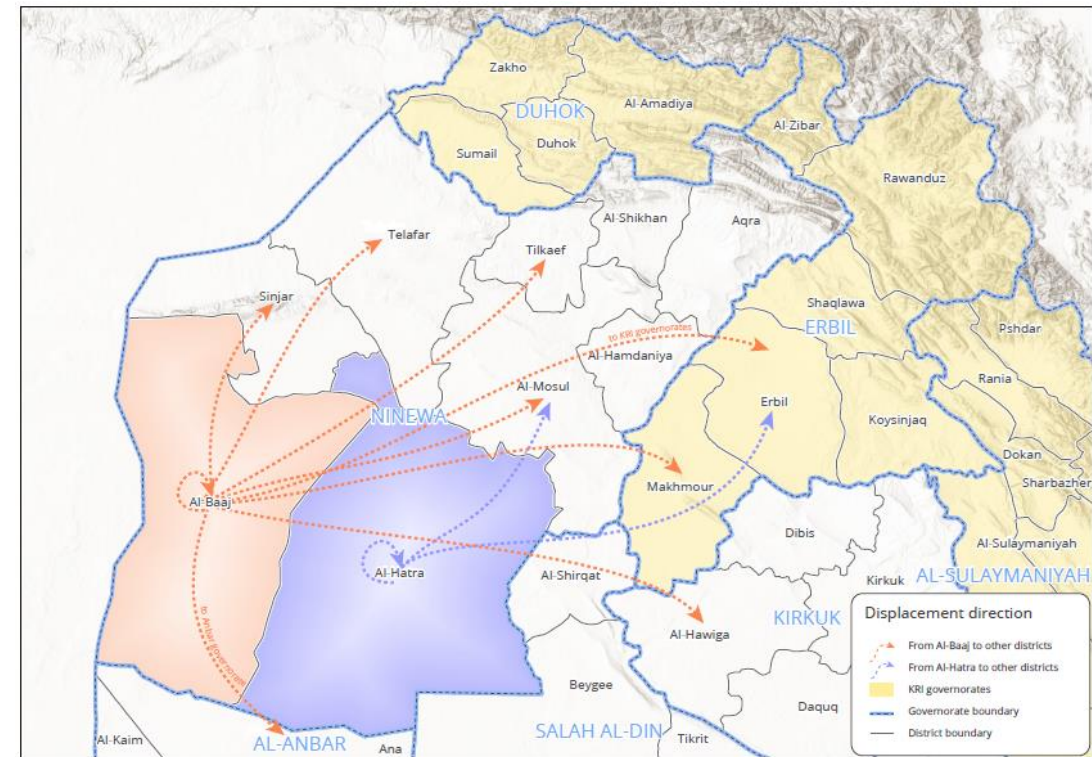 Zakho
Al-Amadiya
DUHOK
Al-Zibar
Sumail
Duhok
Rawanduz
Al-Shikhan
Aqra
Telafar
Tilkaef
Sinjar
Shaqlawa
ERBIL
Pshdar
to KRI governorates
Al-Hamdaniya
Rania
Al-Mosul
NINEWA
Erbil
Koysinjaq
Dokan
Sharbazher
Makhmour
Al-Baaj
Dibis
Al-Sulaymaniyah
Al-Hatra
Al-Shirqat
Kirkuk
AL-SULAYMANIYAH
KIRKUK
Al-Hawiga
to Anbar governorate
Beygee
Daquq
SALAH AL-DIN
Tikrit
Al-Kaim
AL-ANBAR
Ana
Displacement direction
From Al-Baaj to other districts
From Al-Hatra to other districts
KRI governorates
Governorate boundary
District boundary